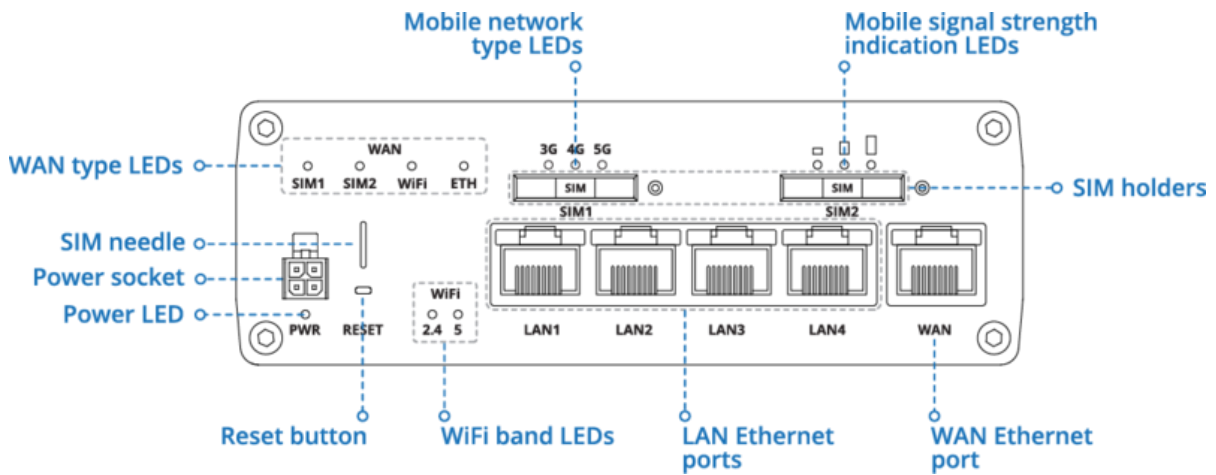 Mobile network
type LEDs
Mobile signal strength
indication LEDs
WAN type LEDs
WAN
SIM1 SIM2 WiFi ETH
3G 4G 5G
SIM
SIM1
SIM
SIM2
SIM holders
SIM needle
Power socket
Power LED
PWR
RESET
WiFi
2.4 5
LAN1
LAN2
LAN3
LAN4
WAN
Reset button
WiFi band LEDs
LAN Ethernet
ports
WAN Ethernet
port